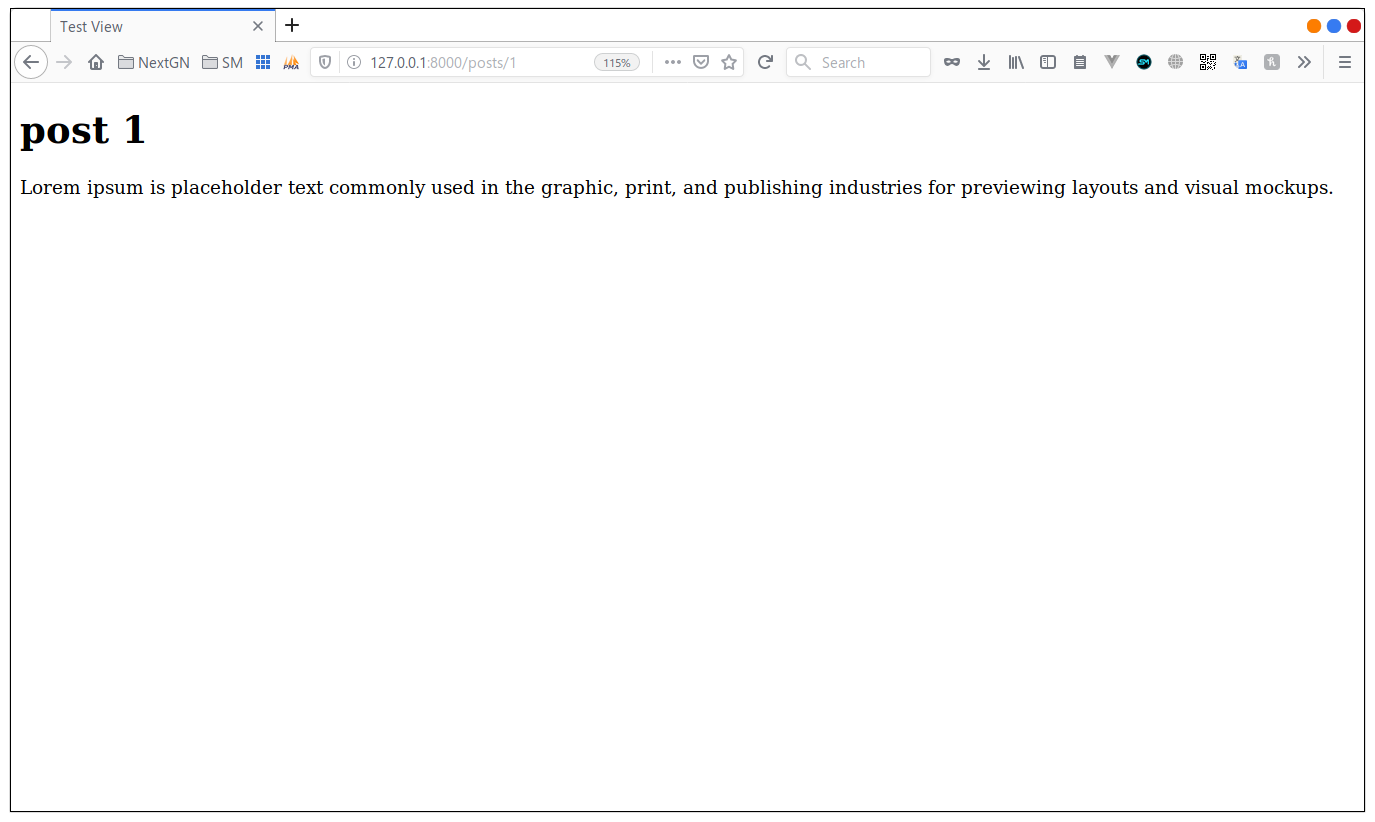 Test View
NextGN SM PMA 127.0.0.1:8000/posts/1 115% Search SM
post 1
Lorem ipsum is placeholder text commonly used in the graphic, print, and publishing industries for previewing layouts and visual mockups.